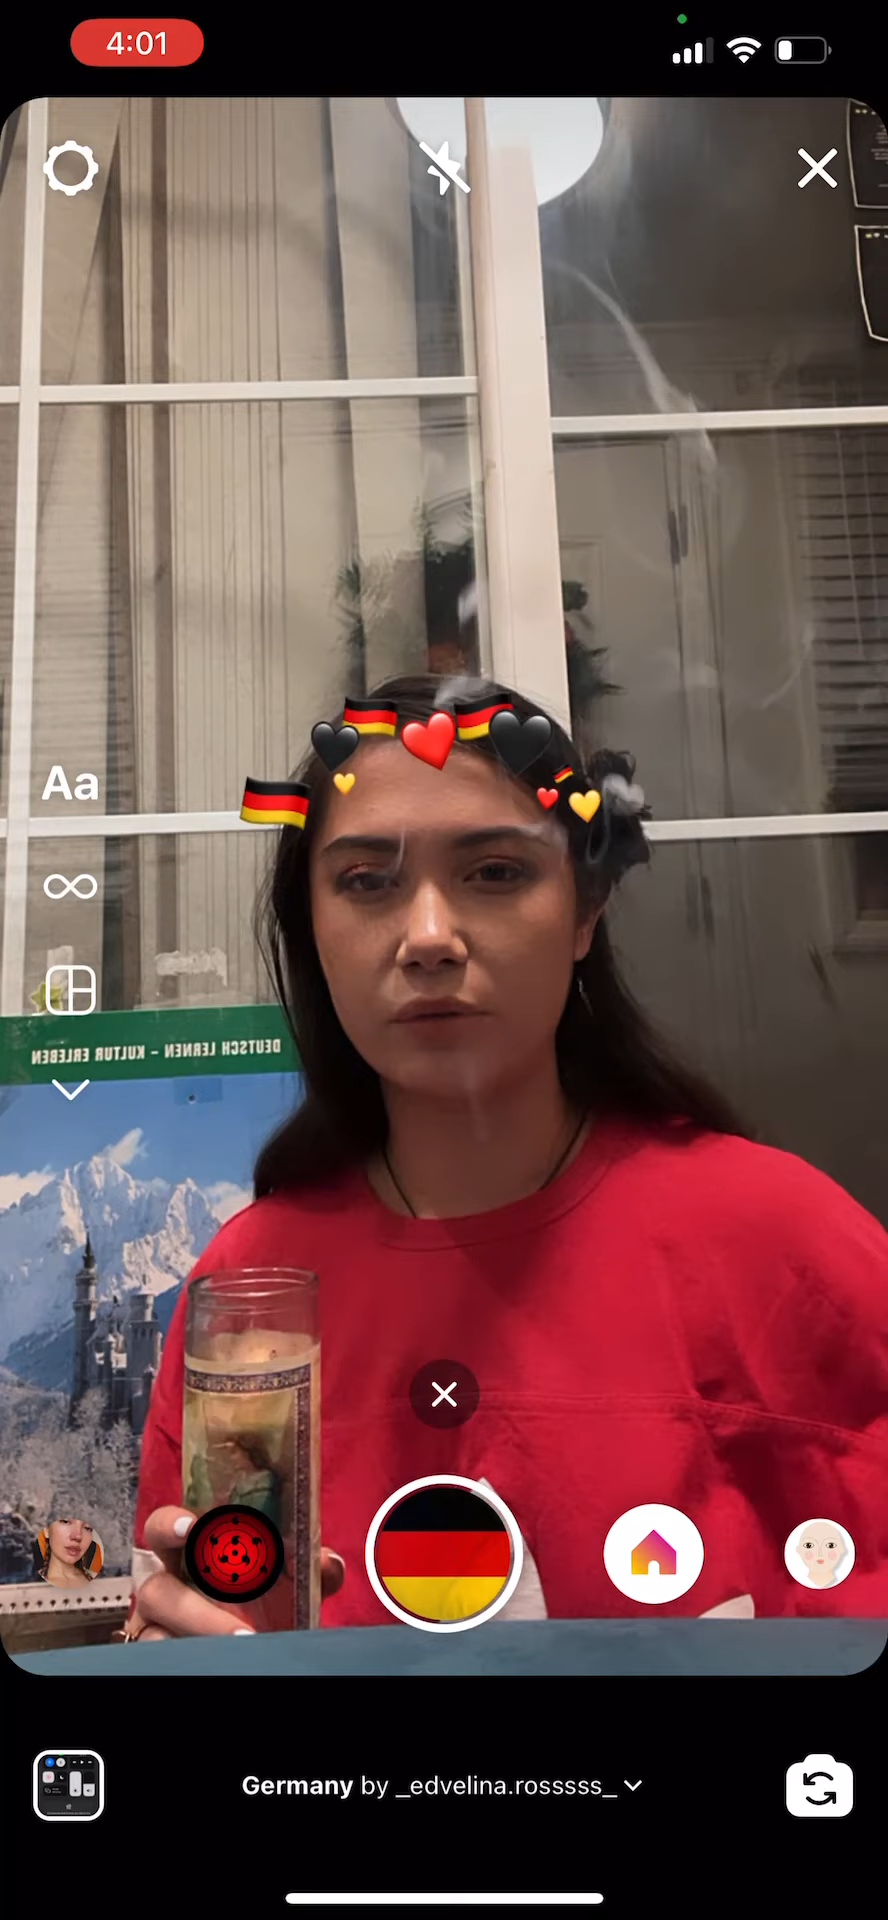 4:01
Aa
DEUTSCH LERNEN – KULTUR ERLEBEN
Germany by _edvelina.rosssss_